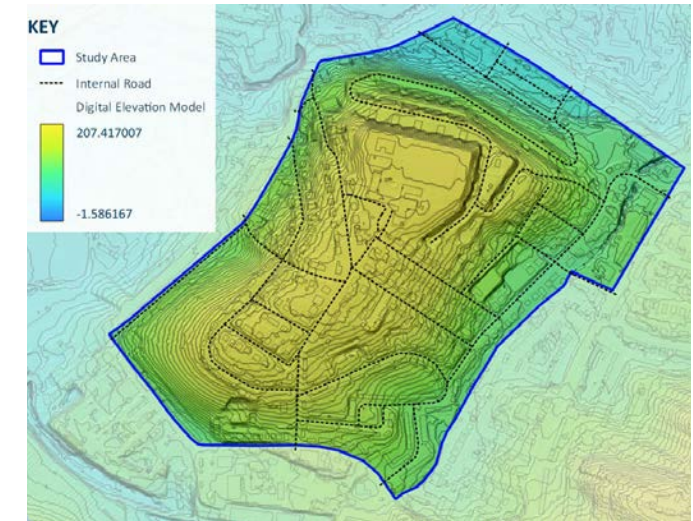 KEY
Study Area
Internal Road
Digital Elevation Model
207.417007
-1.586167